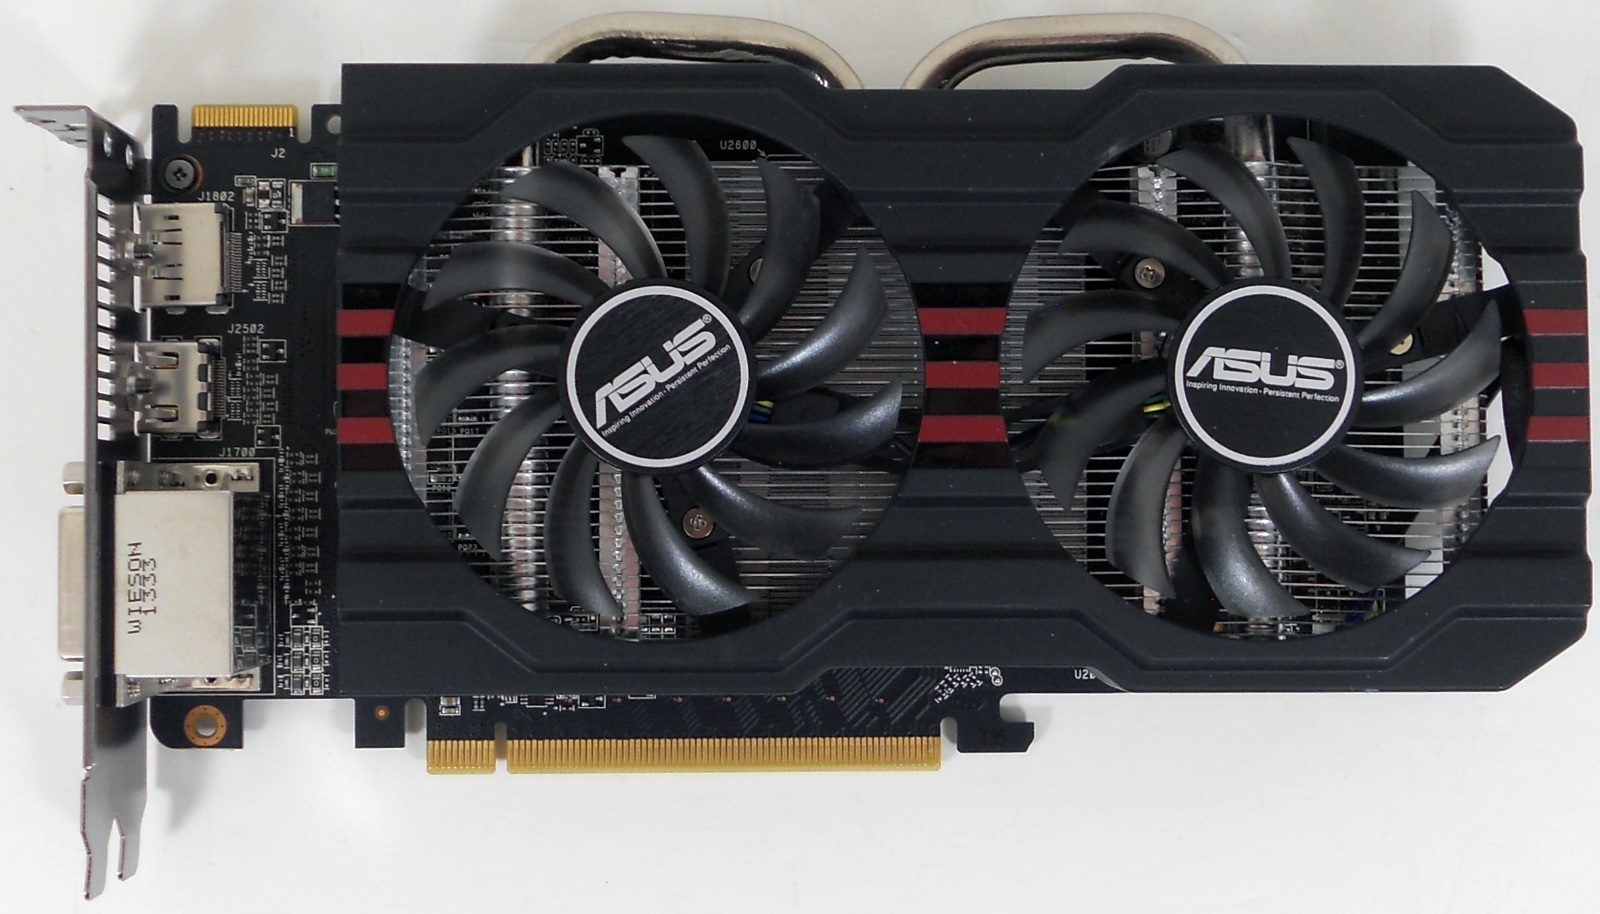 J2
J1802
U2600
J2502
ASUS®
Inspiring Innovation - Persistent Perfection
ASUS®
Inspiring Innovation - Persistent Perfection
J1700
WIESON
1333